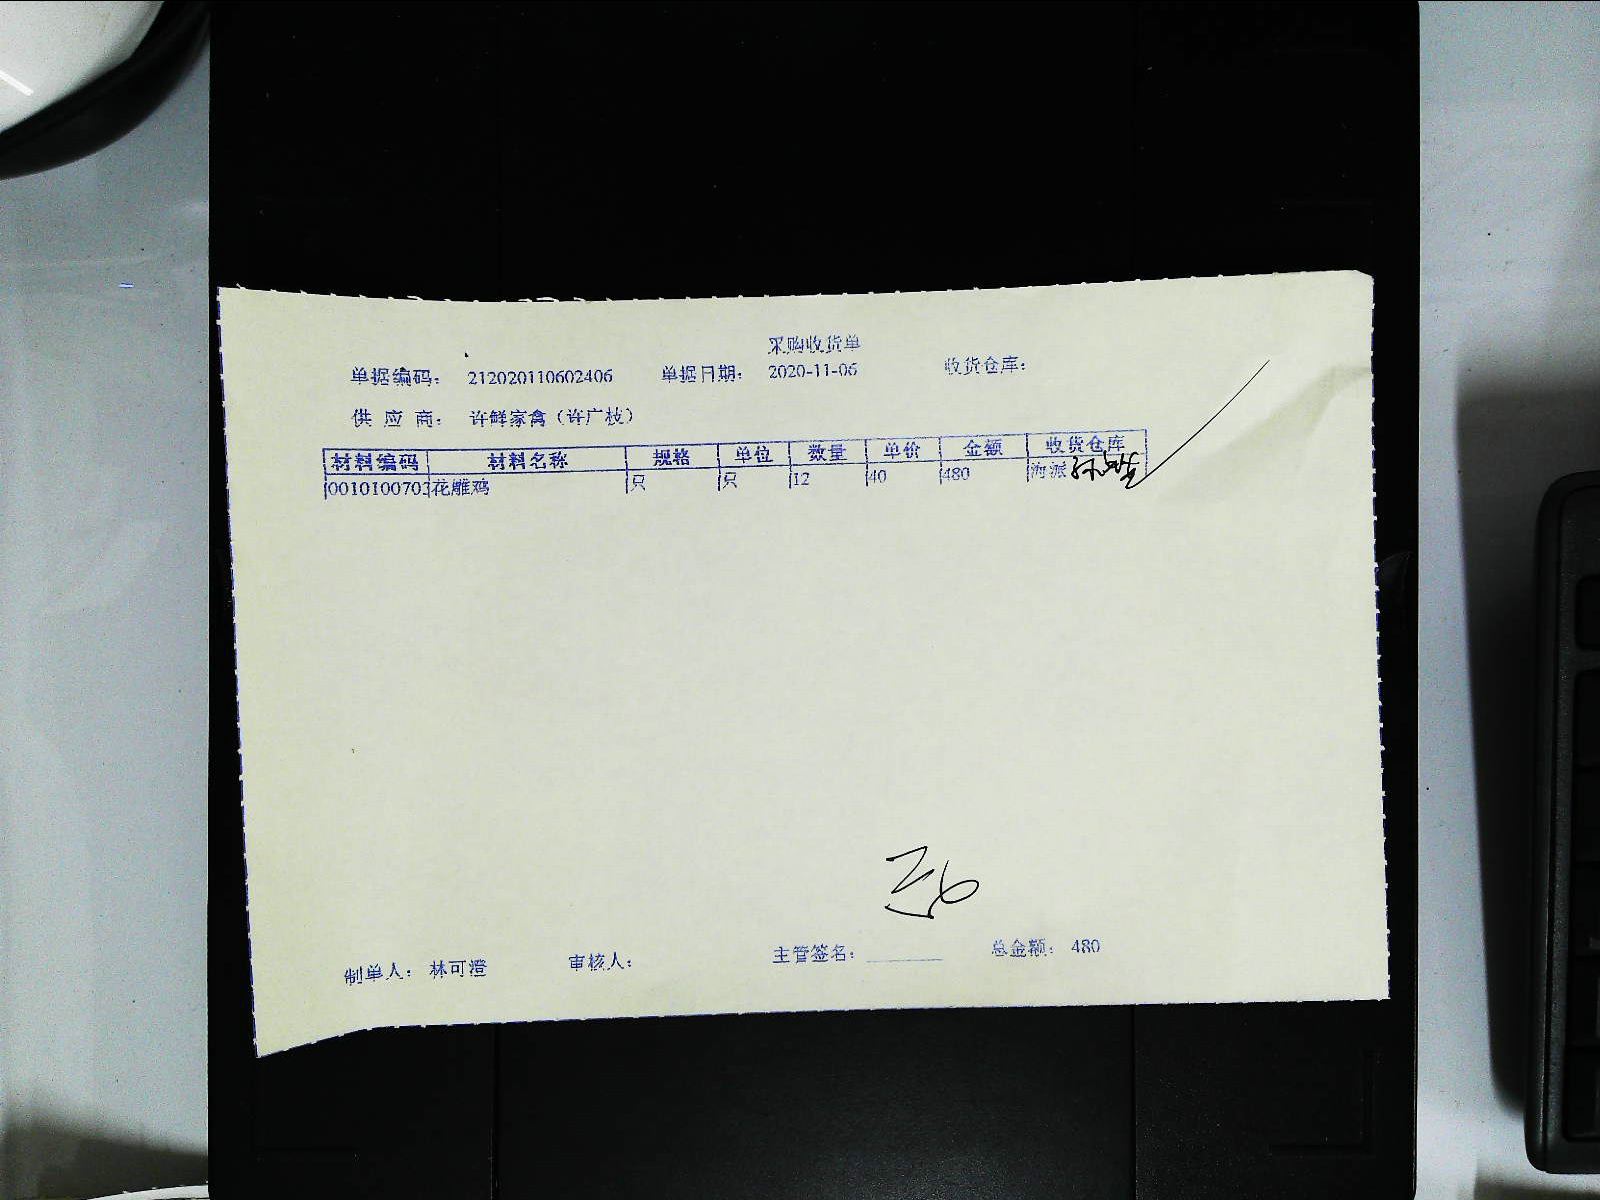 采购收货单
单据编码： 212020110602406 单据日期： 2020-11-06 收货仓库：
供 应 商： 许鲜家禽（许广枝）
材料编码 材料名称 规格 单位 数量 单价 金额 收货仓库
0010100703 花雕鸡 只 只 12 40 480 海派
制单人： 林可澄 审核人： 主管签名： 总金额： 480